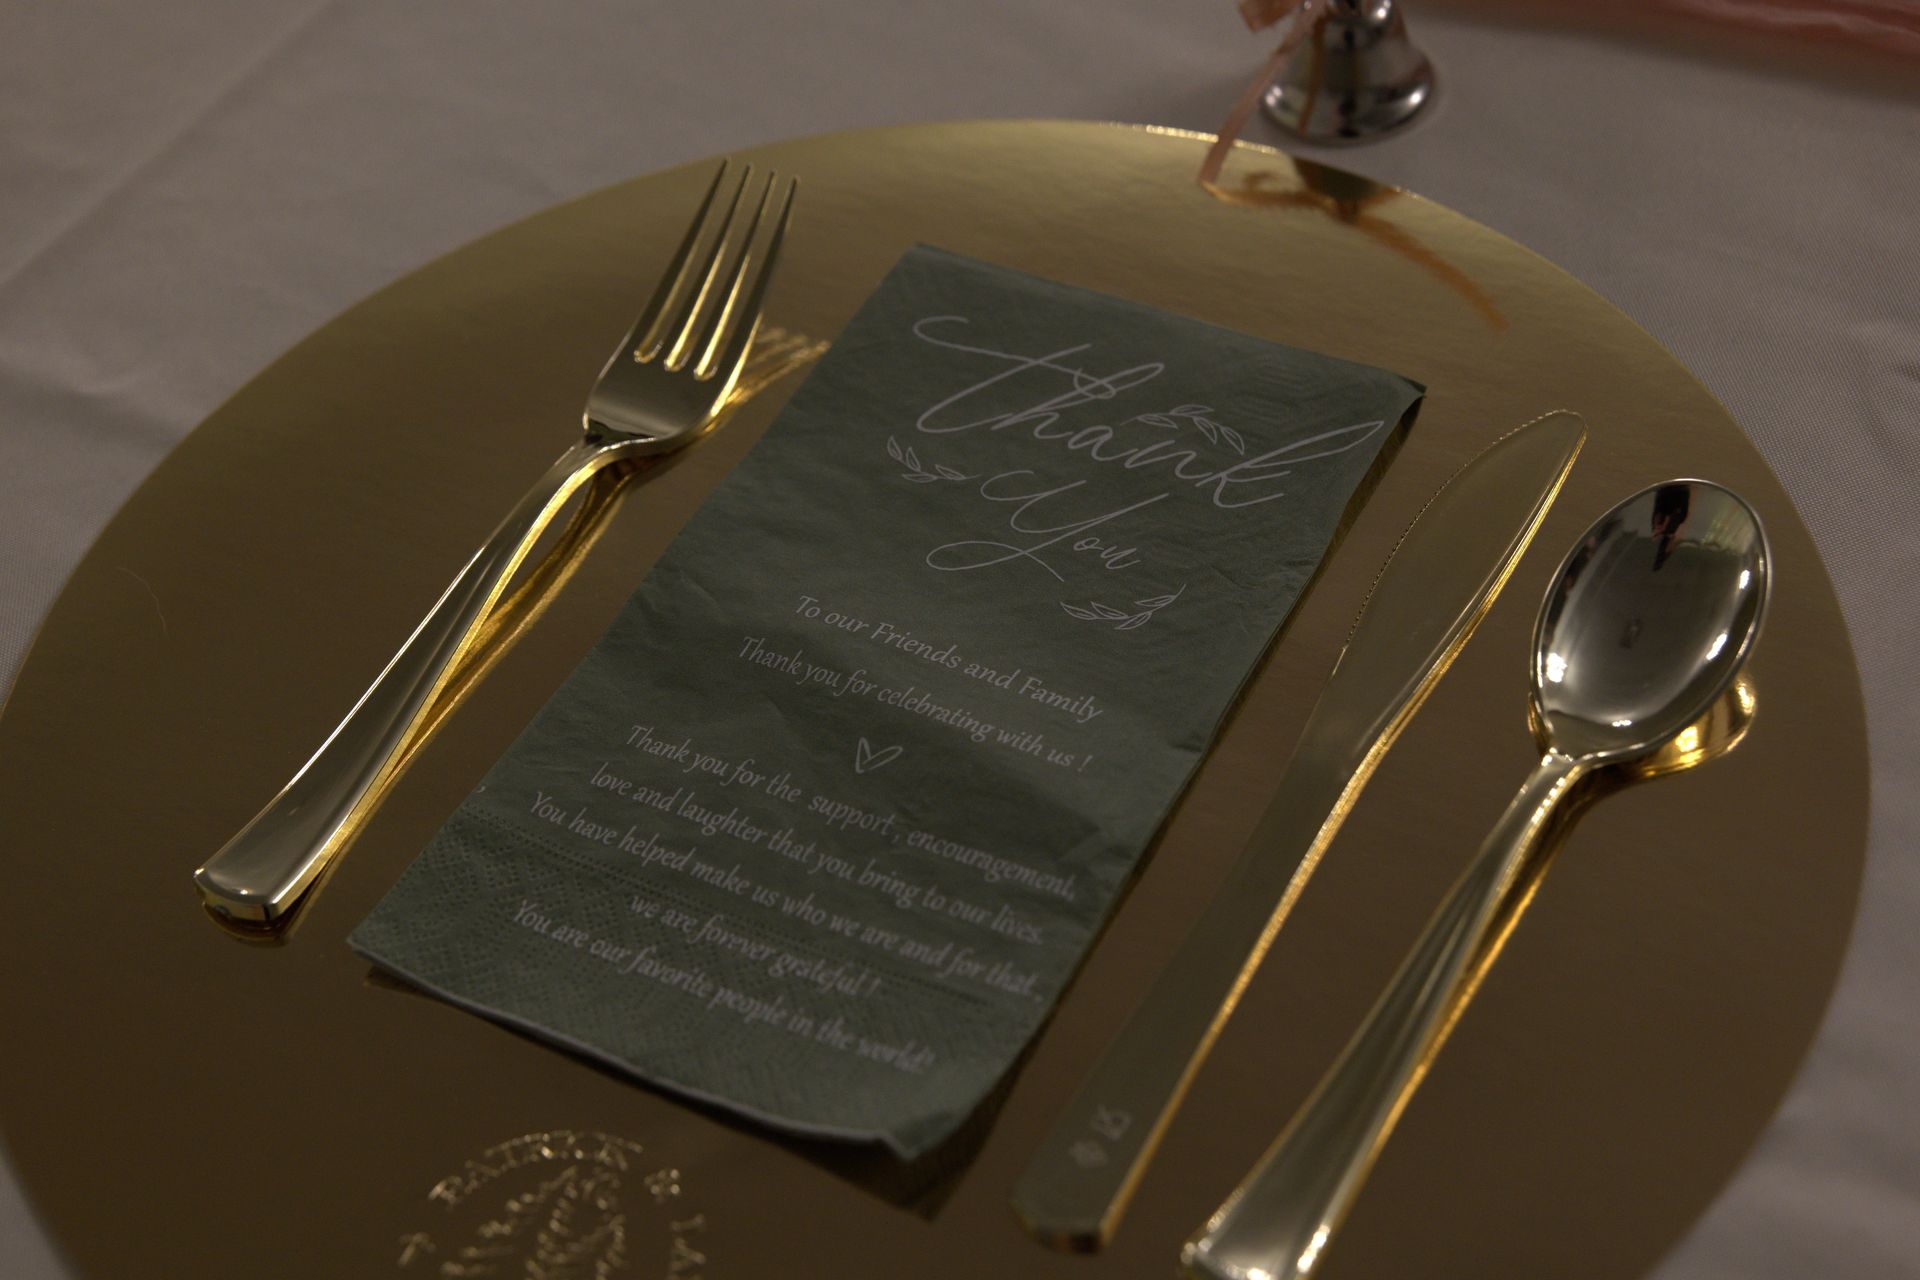 Thank
You
To our Friends and Family
Thank you for celebrating with us !
Thank you for the support, encouragement,
love and laughter that you bring to our lives.
You have helped make us who we are and for that,
we are forever grateful !
You are our favorite people in the world!
PATRICK &